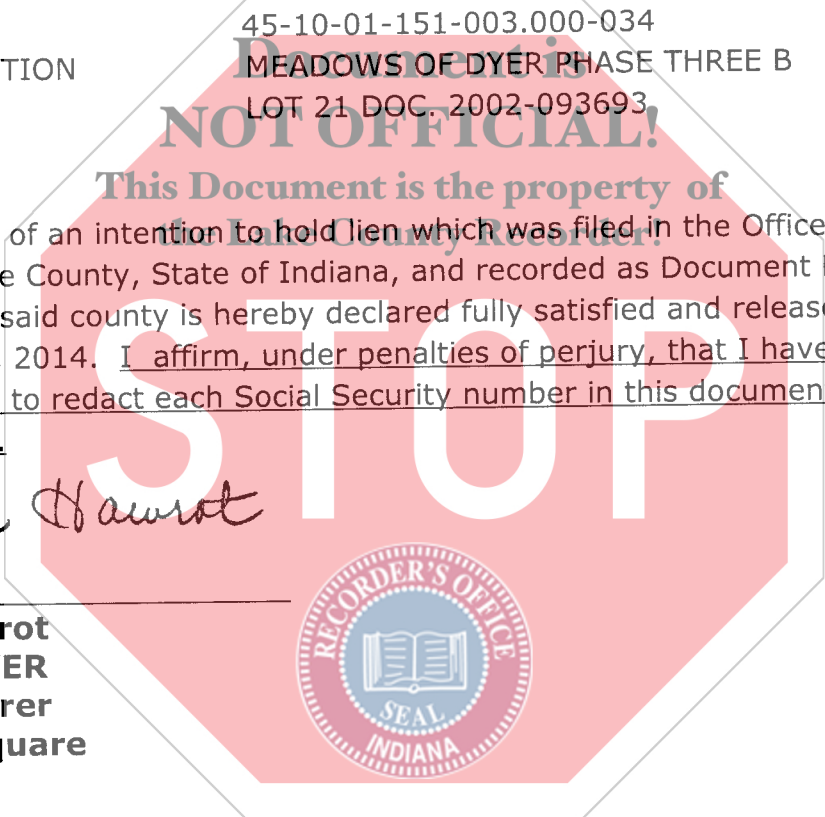 45-10-01-151-003.000-034
TION MEADOWS OF DYER PHASE THREE B
LOT 21 DOC. 2002-093693
Document is
NOT OFFICIAL!
This Document is the property of
the Lake County Recorder!
of an intention to hold lien which was filed in the Office
e County, State of Indiana, and recorded as Document
said county is hereby declared fully satisfied and release
2014. I affirm, under penalties of perjury, that I have
to redact each Social Security number in this documen
STOP
Hawrot
rot
ER
rer
quare
RECORDER'S OFFICE
SEAL
INDIANA